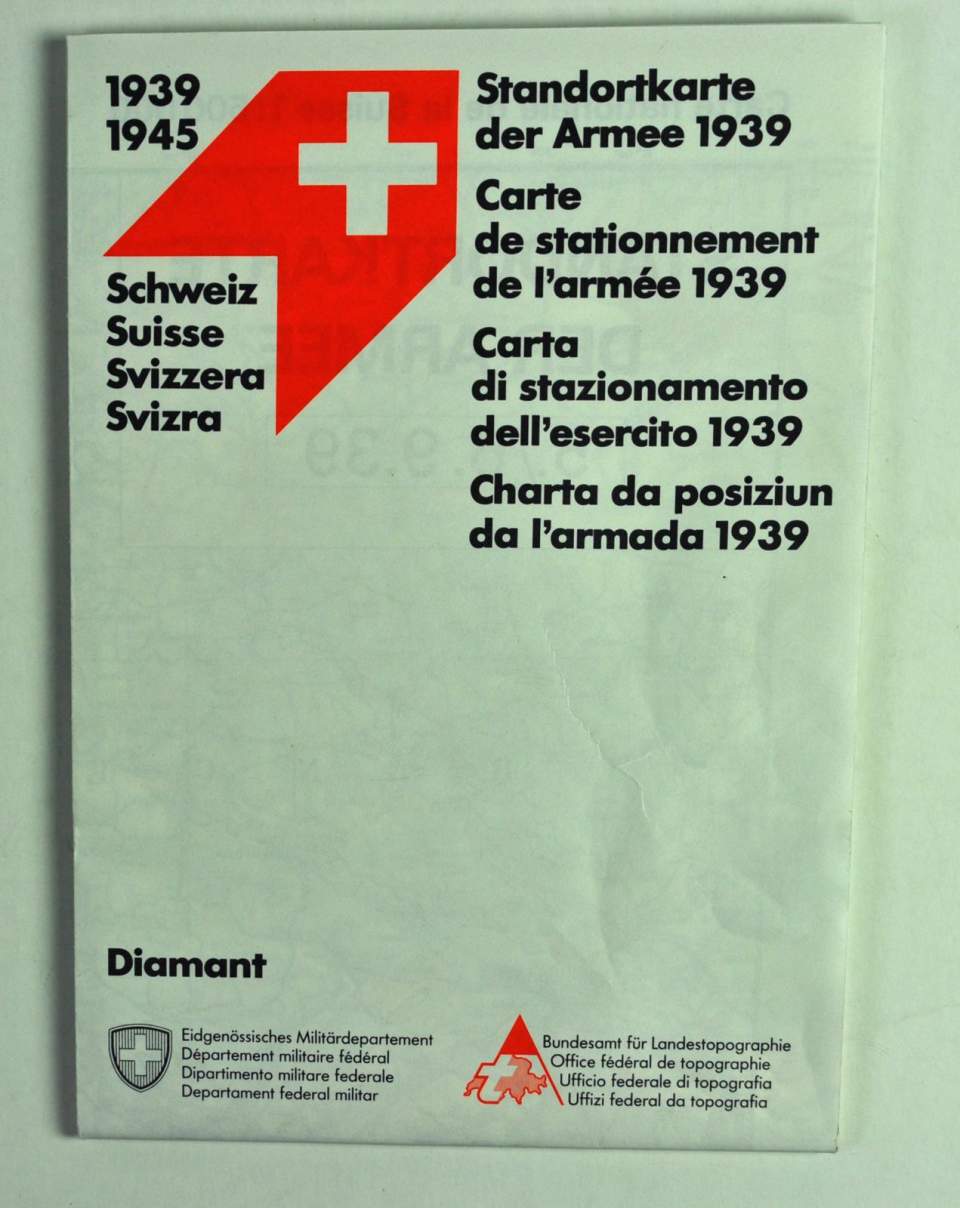 1939
1945
Schweiz
Suisse
Svizzera
Svizra
Standortkarte
der Armee 1939
Carte
de stationnement
de l'armée 1939
Carta
di stazionamento
dell'esercito 1939
Charta da posiziun
da l'armada 1939
Diamant
Eidgenössisches Militärdepartement
Département militaire fédéral
Dipartimento militare federale
Departament federal militar
Bundesamt für Landestopographie
Office fédéral de topographie
Ufficio federale di topografia
Uffizi federal da topografia